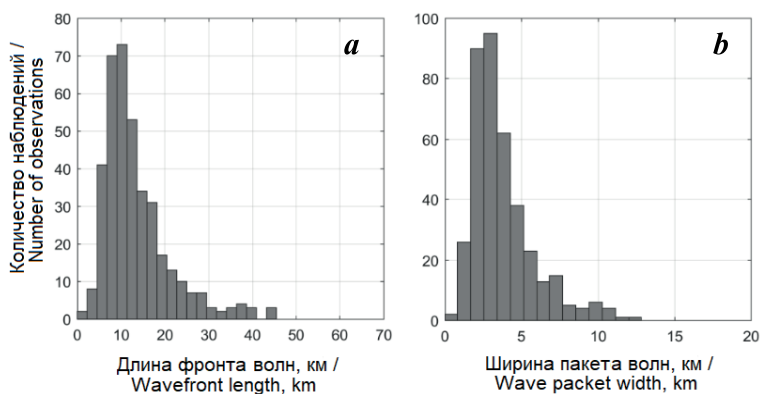 a
80
70
60
50
40
30
20
10
0
0 10 20 30 40 50 60 70
Количество наблюдений /
Number of observations
Длина фронта волн, км /
Wavefront length, km
b
100
80
60
40
20
0
0 5 10 15 20
Ширина пакета волн, км /
Wave packet width, km